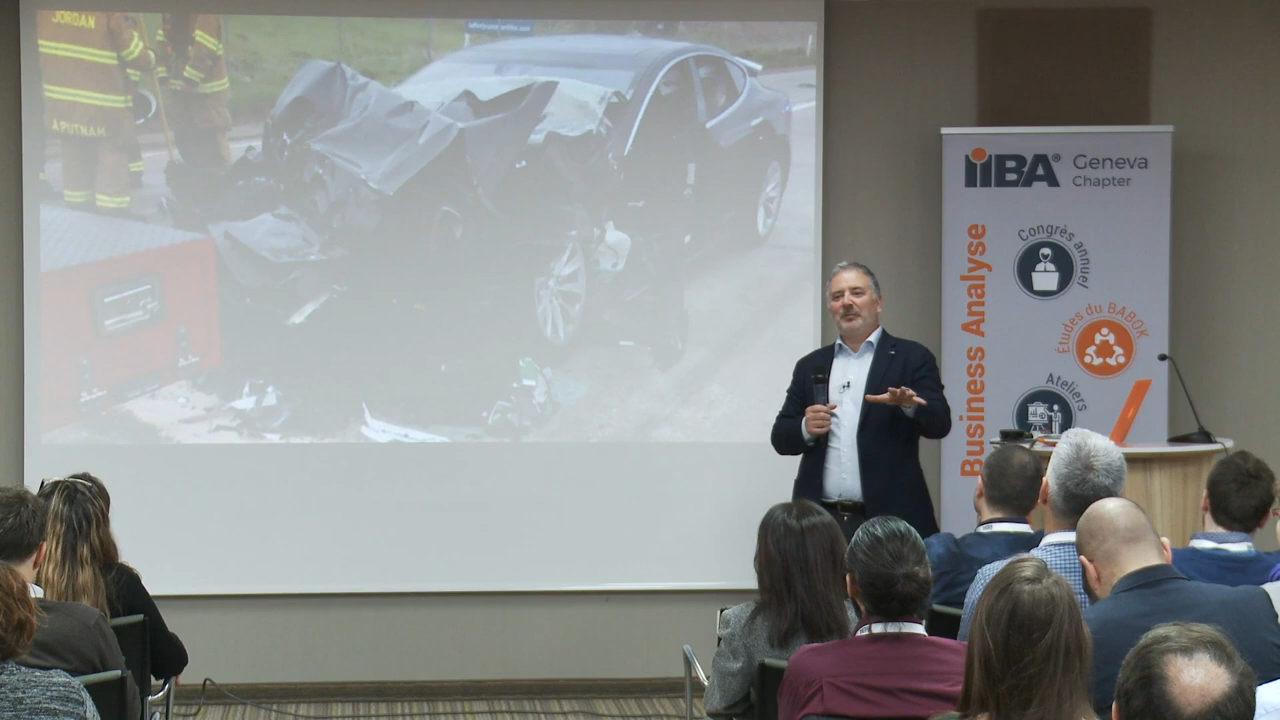 JORDAN
A.PUTNAM
iiBA® Geneva
Chapter
Business Analyse
Congrès annuel
Études du BABOK
Ateliers